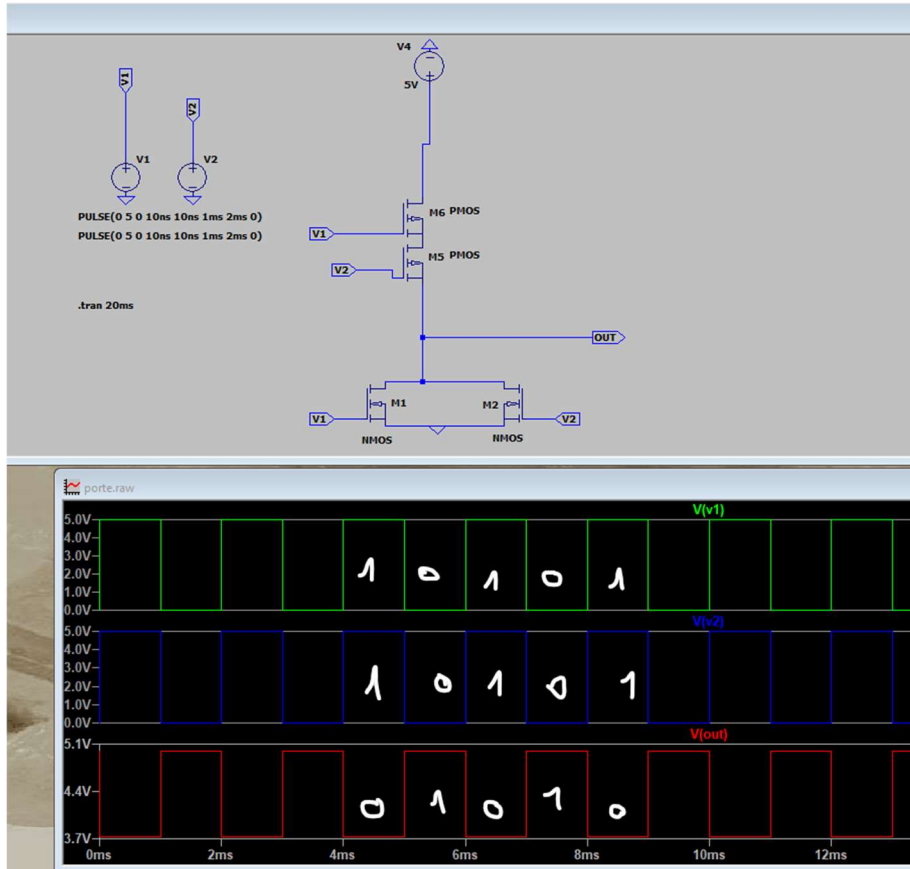 V4
5V
V1
V2
V1
V2
PULSE(0 5 0 10ns 10ns 1ms 2ms 0)
PULSE(0 5 0 10ns 10ns 1ms 2ms 0)
M6 PMOS
V1
M5 PMOS
V2
.tran 20ms
OUT
V1
M1
M2
V2
NMOS
NMOS
porte.raw
V(v1)
5.0V
4.0V
3.0V
2.0V
1.0V
0.0V
1 0 1 0 1
V(v2)
5.0V
4.0V
3.0V
2.0V
1.0V
0.0V
1 0 1 0 1
V(out)
5.1V
4.4V
3.7V
0 1 0 1 0
0ms 2ms 4ms 6ms 8ms 10ms 12ms